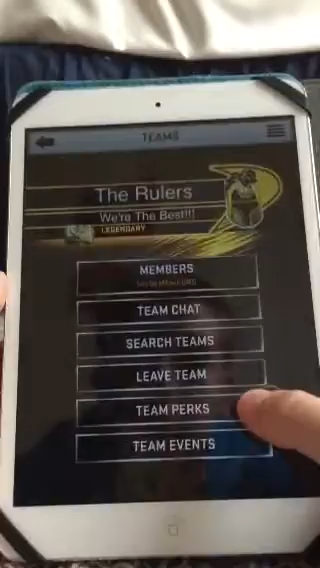 TEAMS
The Rulers
We're The Best!!!
LEGENDARY
MEMBERS
TEAM CHAT
SEARCH TEAMS
LEAVE TEAM
TEAM PERKS
TEAM EVENTS